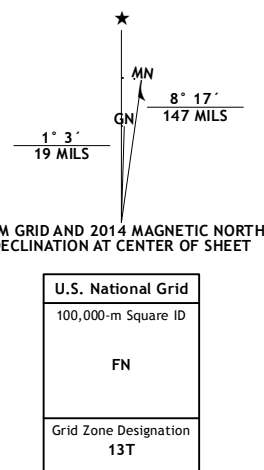 ★
MN
GN
8° 17´
147 MILS
1° 3´
19 MILS
M GRID AND 2014 MAGNETIC NORTH
DECLINATION AT CENTER OF SHEET
U.S. National Grid
100,000-m Square ID
FN
Grid Zone Designation
13T